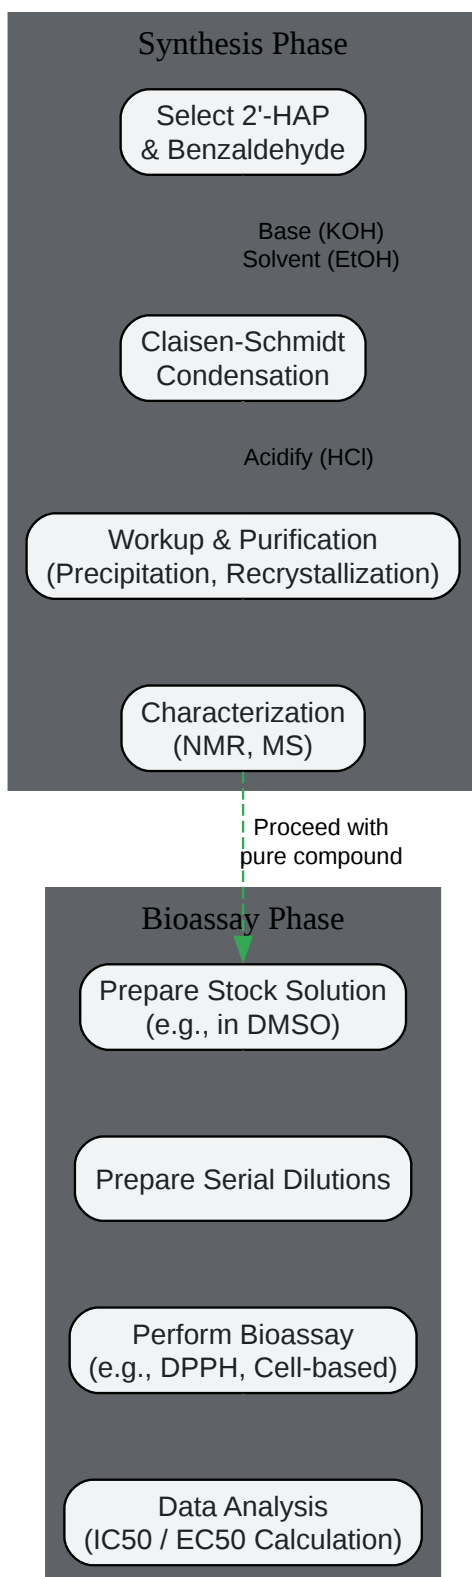 Synthesis Phase
Select 2'-HAP
& Benzaldehyde
Base (KOH)
Solvent (EtOH)
Claisen-Schmidt
Condensation
Acidify (HCl)
Workup & Purification
(Precipitation, Recrystallization)
Characterization
(NMR, MS)
Proceed with
pure compound
Bioassay Phase
Prepare Stock Solution
(e.g., in DMSO)
Prepare Serial Dilutions
Perform Bioassay
(e.g., DPPH, Cell-based)
Data Analysis
(IC50 / EC50 Calculation)